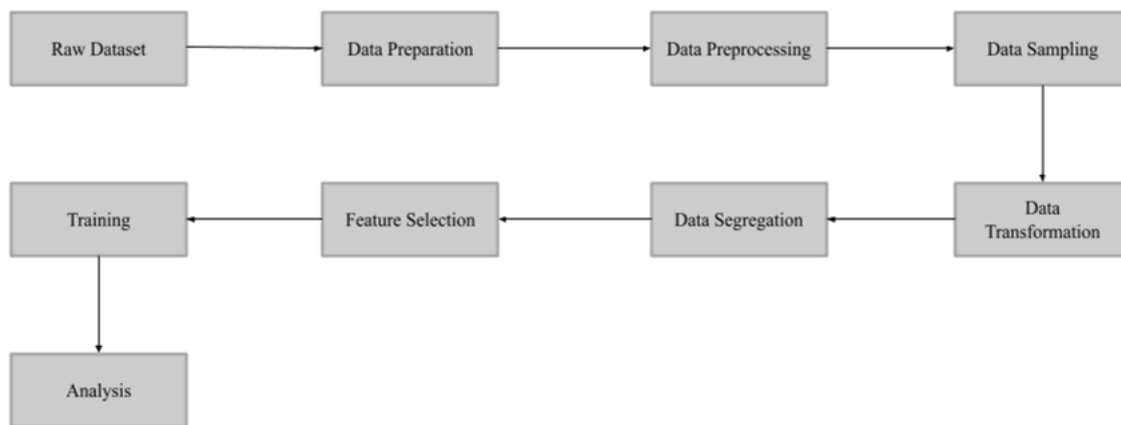 Raw Dataset
Data Preparation
Data Preprocessing
Data Sampling
Training
Feature Selection
Data Segregation
Data
Transformation
Analysis